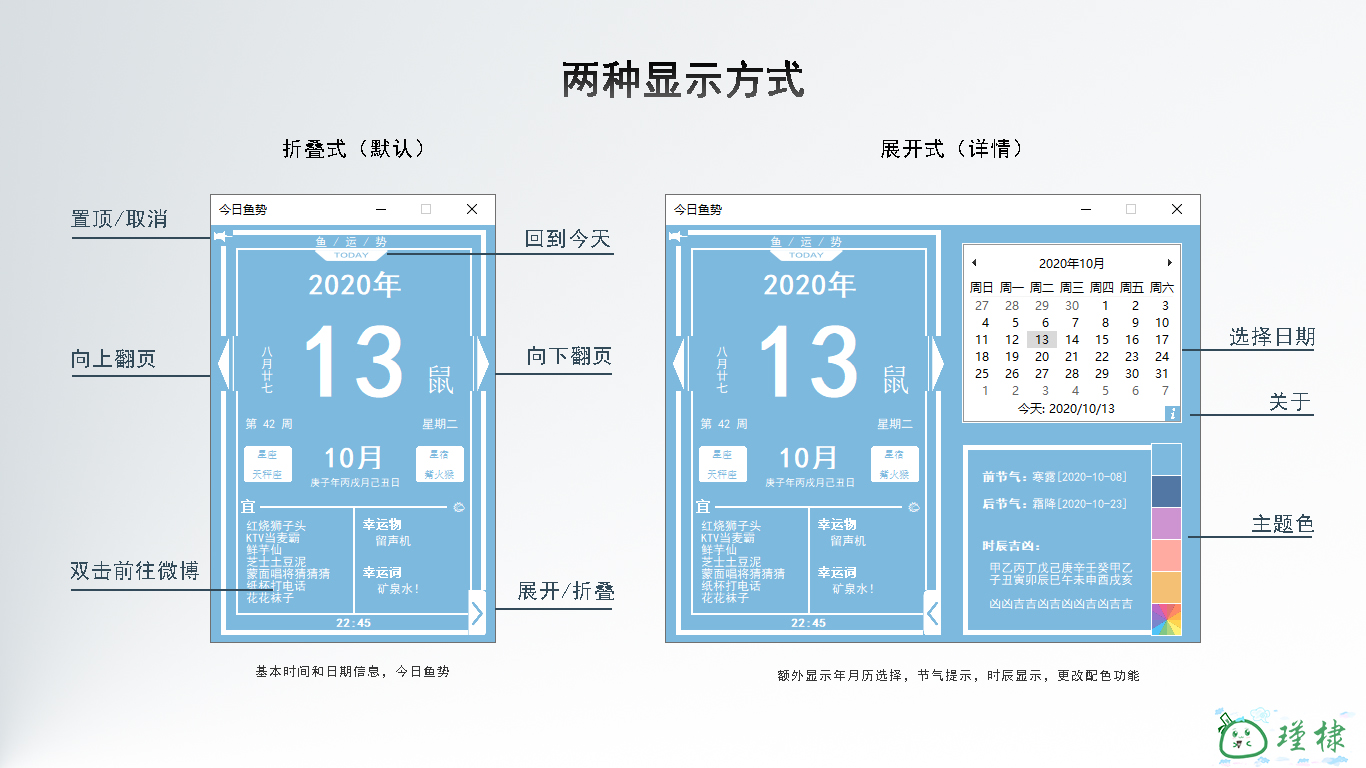 两种显示方式
折叠式（默认）
展开式（详情）
置顶/取消
向上翻页
双击前往微博
回到今天
向下翻页
展开/折叠
今日鱼势
鱼 / 运 / 势
TODAY
2020年
13
八月廿七
鼠
第 42 周
星期二
星座
天秤座
10月
庚子年丙戌月己丑日
星宿
觜火猴
宜
红烧狮子头
KTV当麦霸
鲜芋仙
芝士土豆泥
蒙面唱将猜猜猜
纸杯打电话
花花袜子
幸运物
留声机
幸运词
矿泉水！
22:45
基本时间和日期信息，今日鱼势
今日鱼势
鱼 / 运 / 势
TODAY
2020年
13
八月廿七
鼠
第 42 周
星期二
星座
天秤座
10月
庚子年丙戌月己丑日
星宿
觜火猴
宜
红烧狮子头
KTV当麦霸
鲜芋仙
芝士土豆泥
蒙面唱将猜猜猜
纸杯打电话
花花袜子
幸运物
留声机
幸运词
矿泉水！
22:45
2020年10月
周日 周一 周二 周三 周四 周五 周六
27 28 29 30 1 2 3
4 5 6 7 8 9 10
11 12 13 14 15 16 17
18 19 20 21 22 23 24
25 26 27 28 29 30 31
1 2 3 4 5 6 7
今天: 2020/10/13
i
前节气：寒露[2020-10-08]
后节气：霜降[2020-10-23]
时辰吉凶：
甲乙丙丁戊己庚辛壬癸甲乙
子丑寅卯辰巳午未申酉戌亥
凶凶吉吉凶吉凶凶吉凶吉吉
选择日期
关于
主题色
额外显示年月历选择，节气提示，时辰显示，更改配色功能
瑾棣